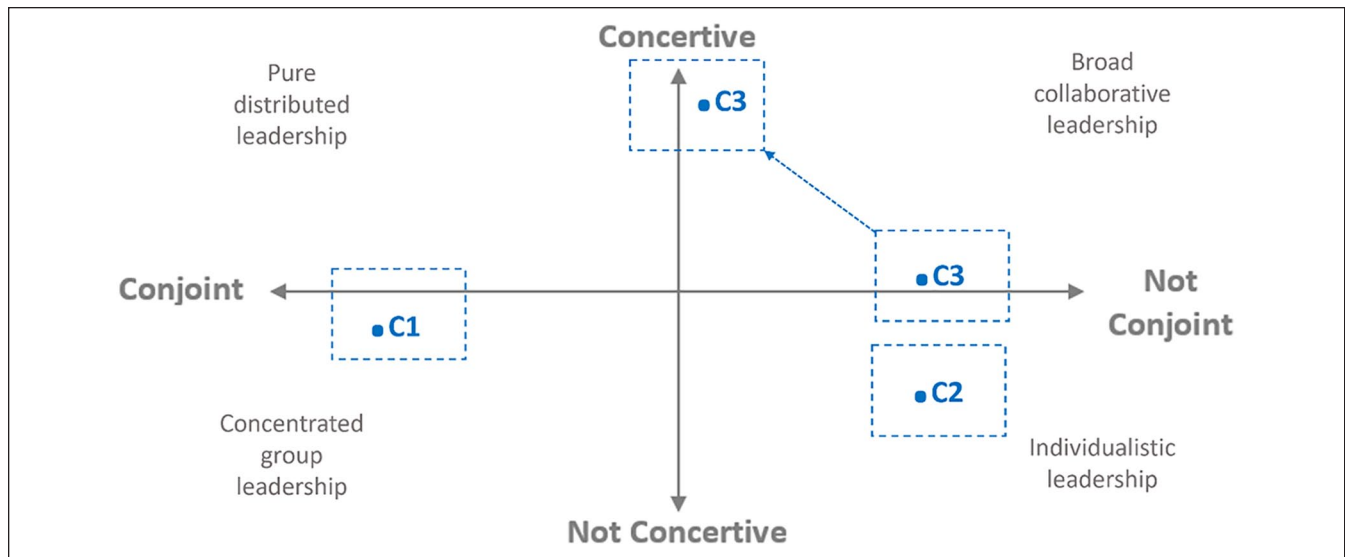 Concertive
Pure
distributed
leadership
C3
Broad
collaborative
leadership
Conjoint
C3
Not
Conjoint
C1
C2
Concentrated
group
leadership
Individualistic
leadership
Not Concertive